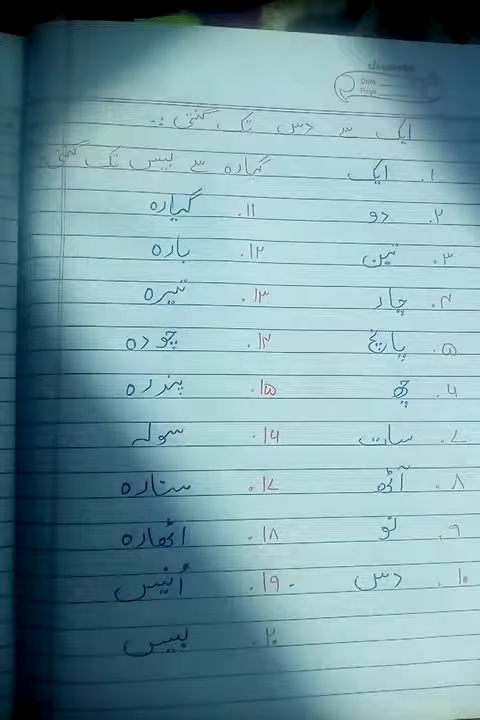 classmate
Date
Page
ایک سے دس تک گنتی :-
۱. ایک گیارہ سے بیس تک گنتی
۲. دو ۱۱. گیارہ
۳. تین ۱۲. بارہ
۴. چار ۱۳. تیرہ
۵. پانچ ۱۴. چودہ
۶. چھ ۱۵. پندرہ
۷. سات ۱۶. سولہ
۸. آٹھ ۱۷. ستارہ
۹. نو ۱۸. اٹھارہ
۱۰. دس ۱۹. اُنیس
۲۰. بیس